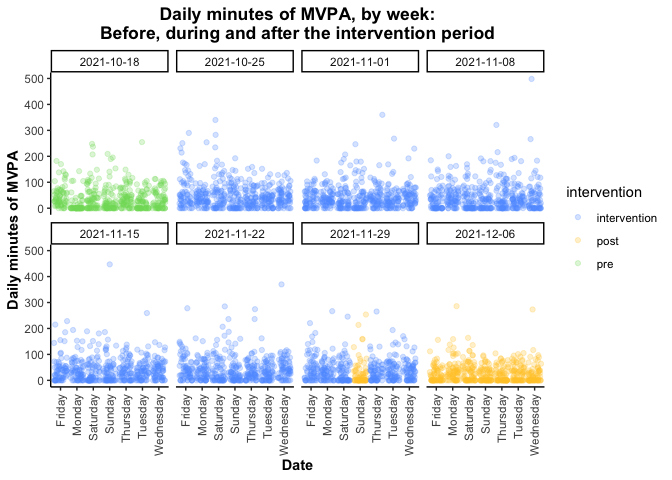 Daily minutes of MVPA, by week:
Before, during and after the intervention period
2021-10-18
2021-10-25
2021-11-01
2021-11-08
500
400
300
200
100
0
2021-11-15
2021-11-22
2021-11-29
2021-12-06
500
400
300
200
100
0
Daily minutes of MVPA
Friday
Monday
Saturday
Sunday
Thursday
Tuesday
Wednesday
Friday
Monday
Saturday
Sunday
Thursday
Tuesday
Wednesday
Friday
Monday
Saturday
Sunday
Thursday
Tuesday
Wednesday
Friday
Monday
Saturday
Sunday
Thursday
Tuesday
Wednesday
Date
intervention
intervention
post
pre